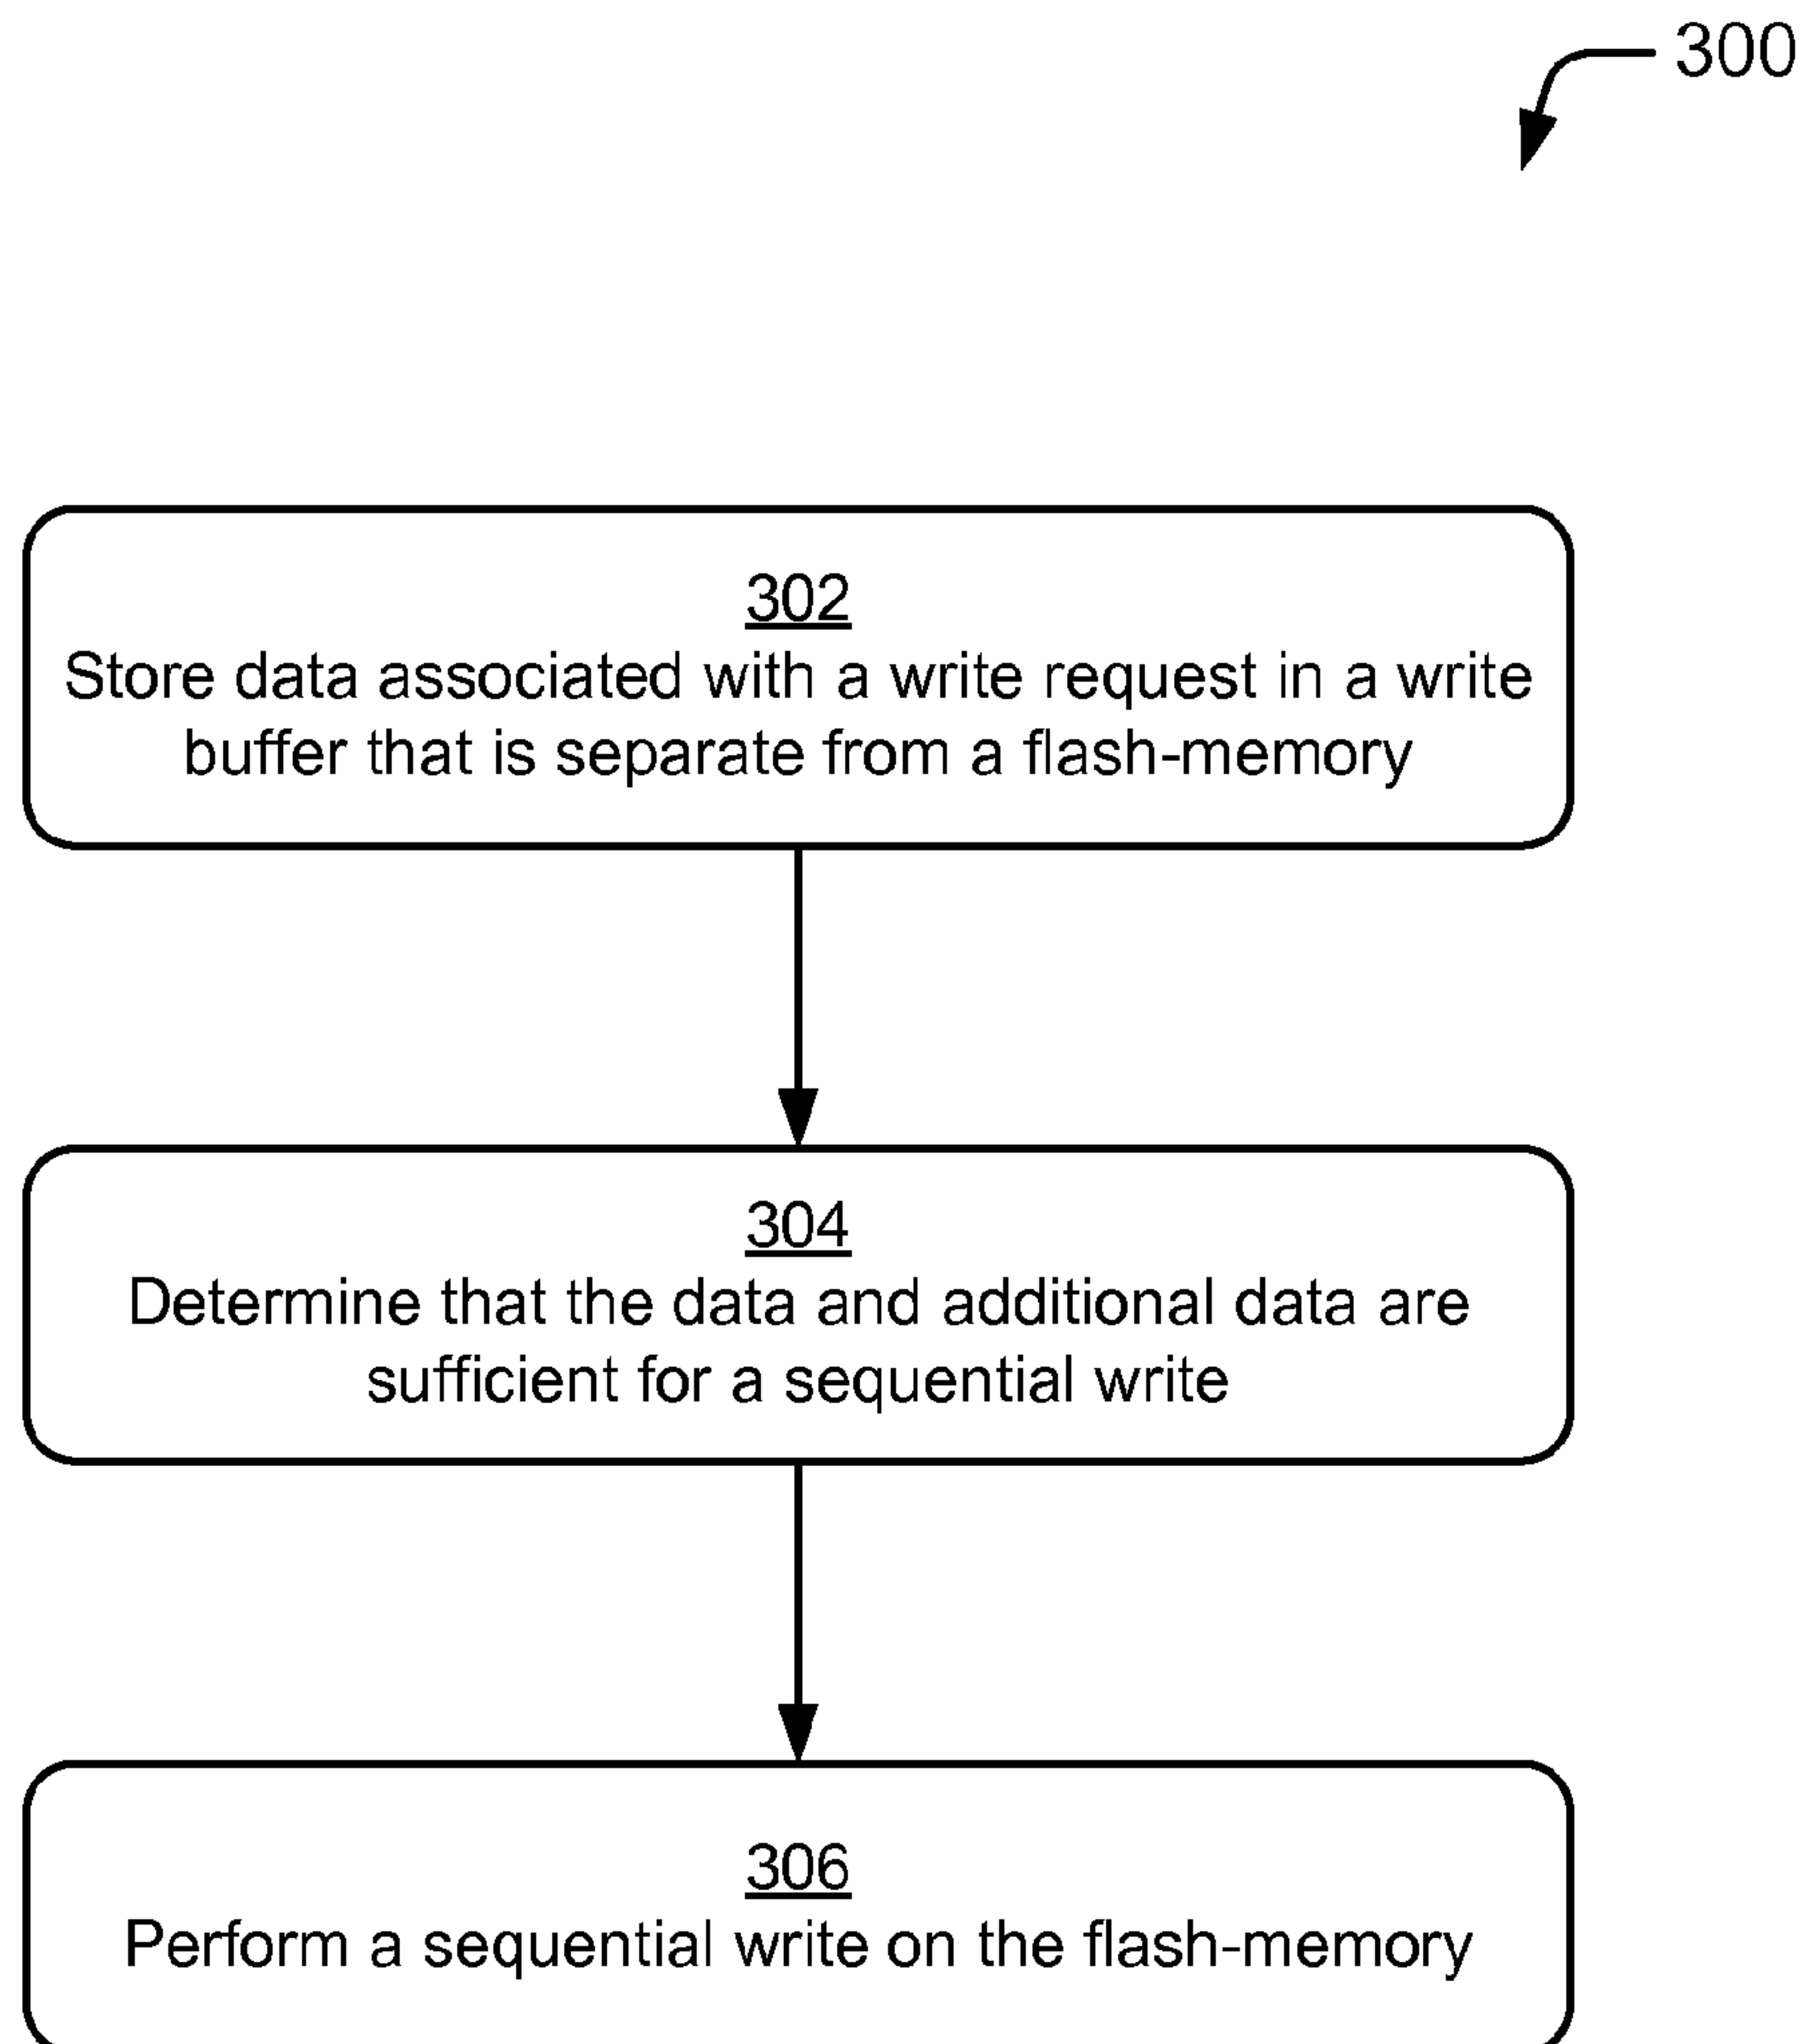 300
302
Store data associated with a write request in a write
buffer that is separate from a flash-memory
304
Determine that the data and additional data are
sufficient for a sequential write
306
Perform a sequential write on the flash-memory